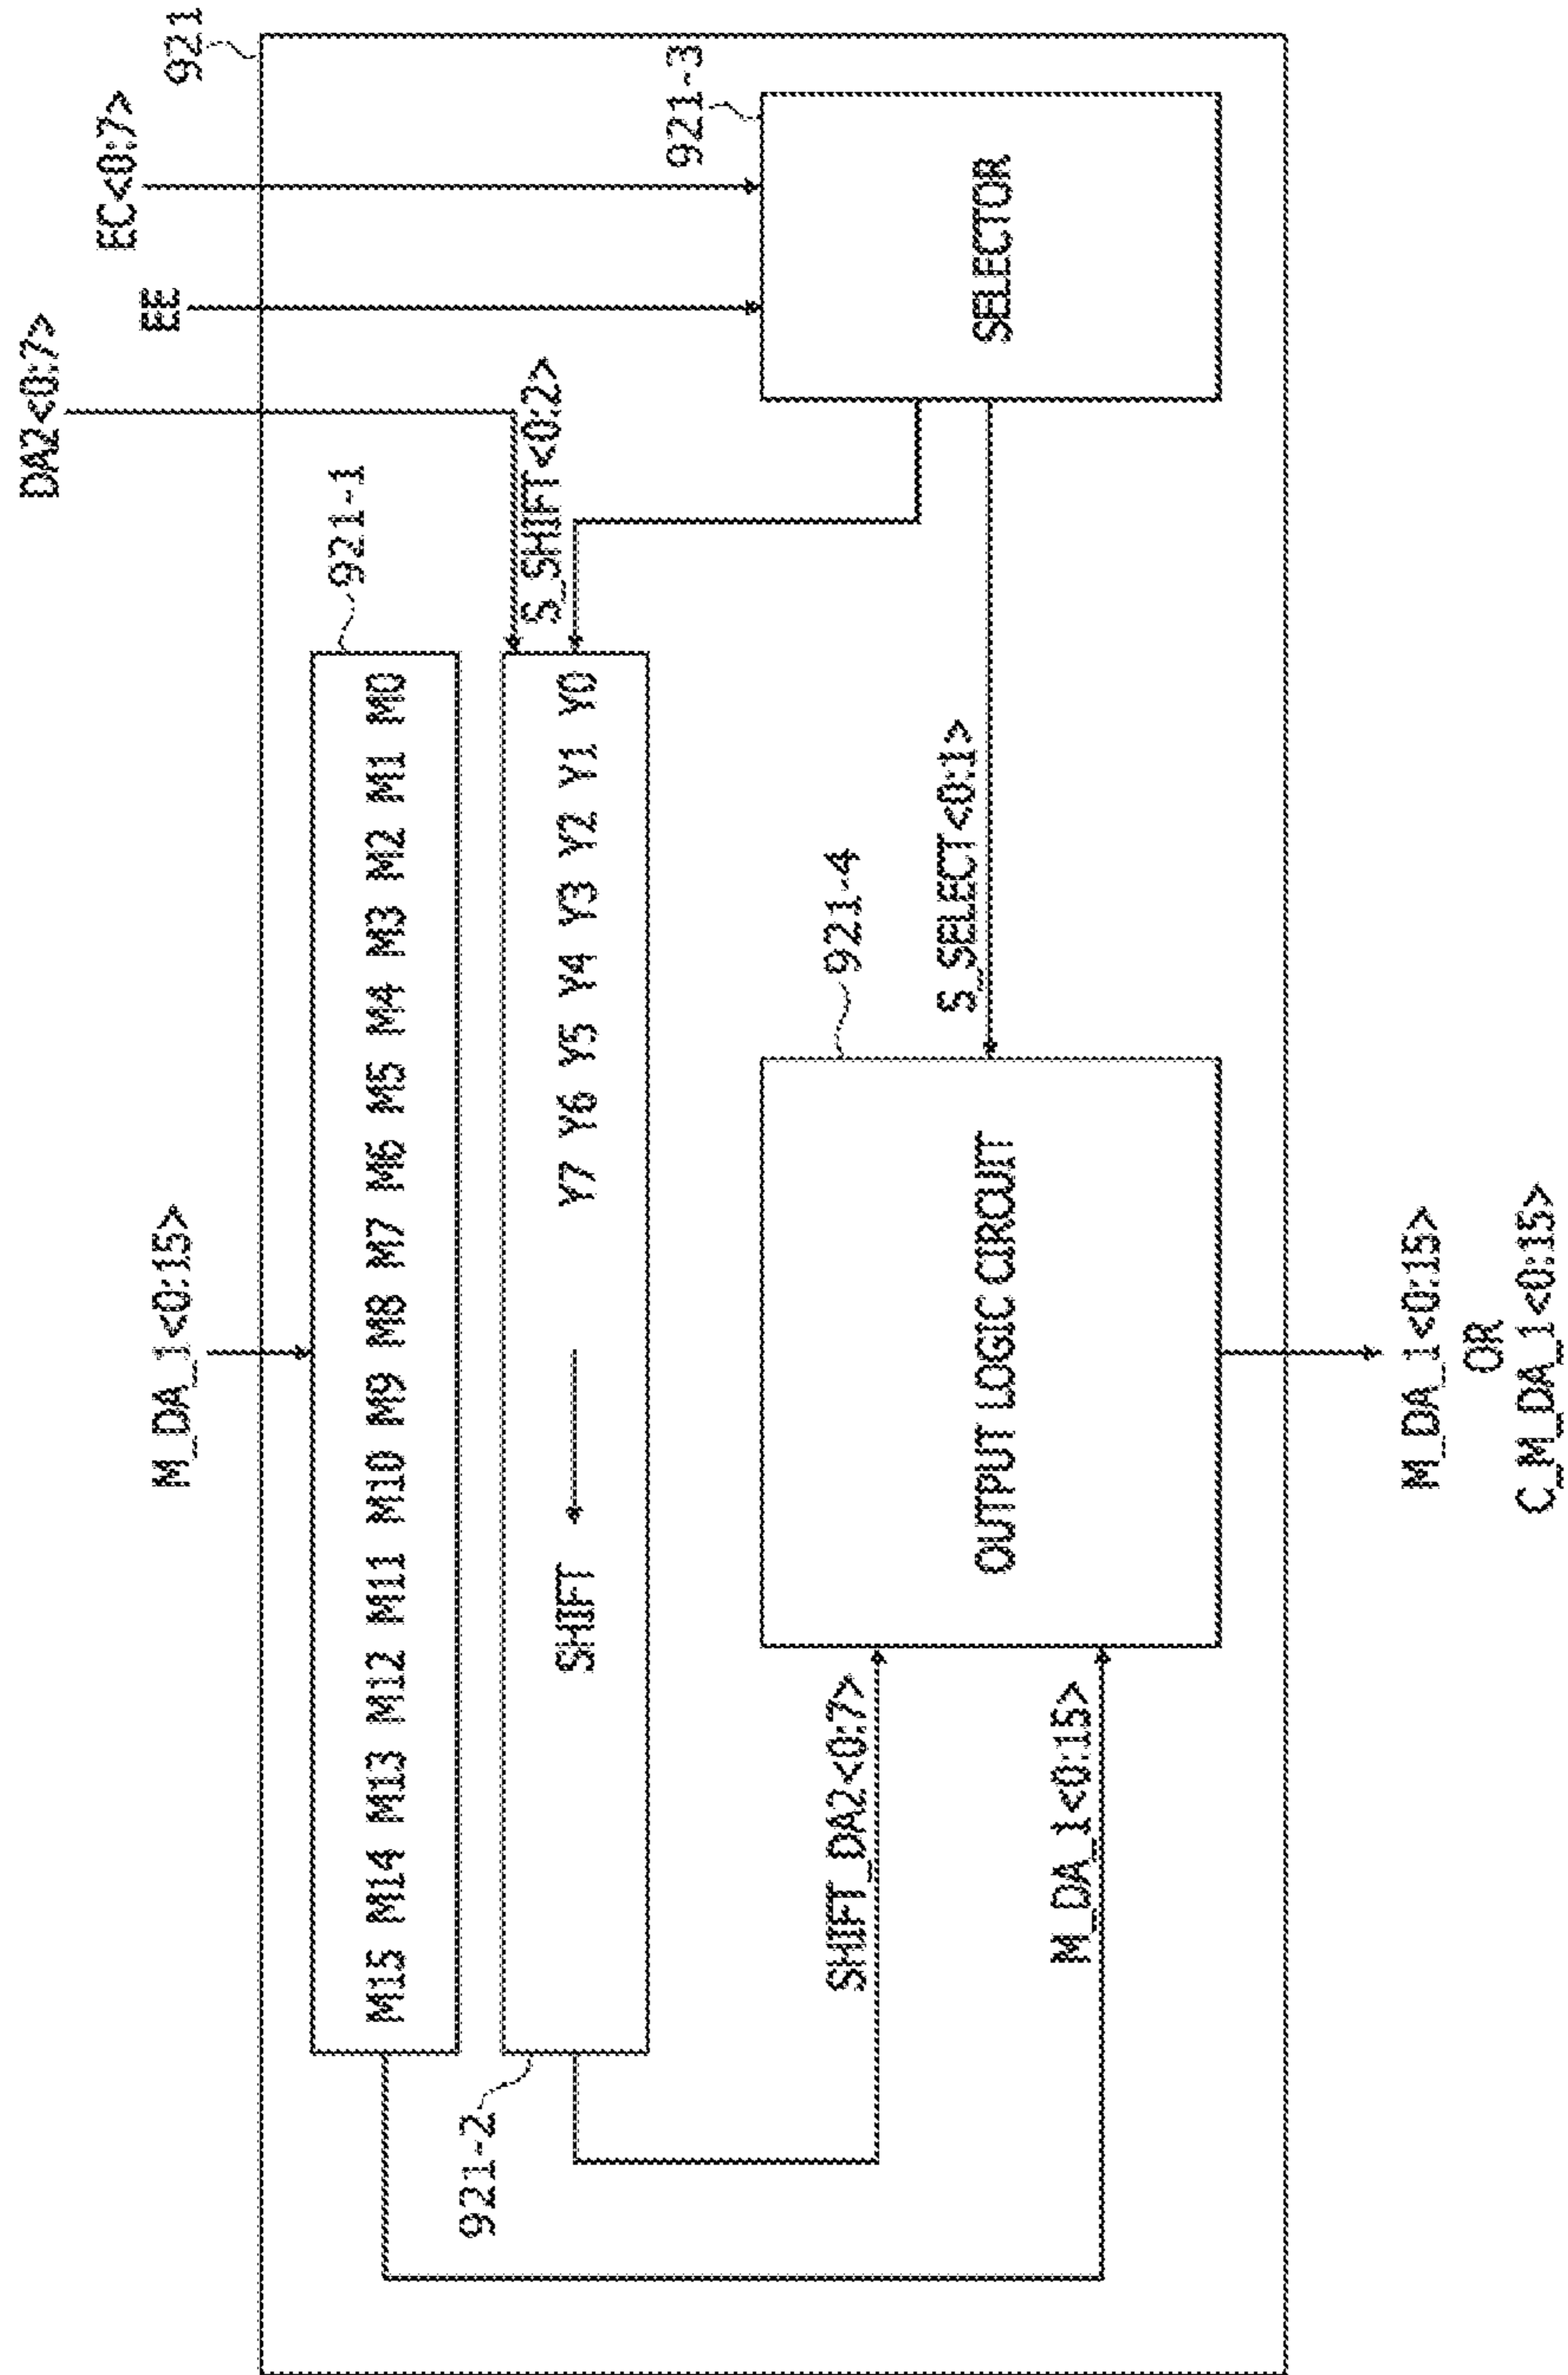 DA2<0:7>
EC<0:7>
EE
M_DA_1<0:15>
921
921-1
M15 M14 M13 M12 M11 M10 M9 M8 M7 M6 M5 M4 M3 M2 M1 M0
S_SHIFT<0:2>
SHIFT
Y7 Y6 Y5 Y4 Y3 Y2 Y1 Y0
921-2
921-3
SELECTOR
SHIFT_DA2<0:7>
921-4
M_DA_1<0:15>
OUTPUT LOGIC CIRCUIT
S_SELECT<0:1>
M_DA_1<0:15>
OR
C_M_DA_1<0:15>